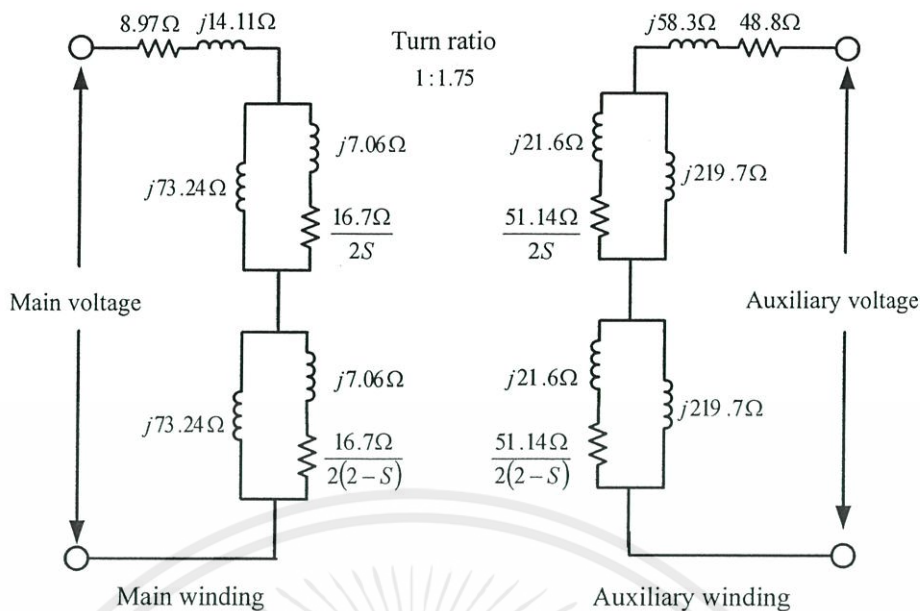 8.97Ω
j14.11Ω
Turn ratio
1:1.75
j58.3Ω
48.8Ω
j7.06Ω
j73.24Ω
16.7Ω
2S
j21.6Ω
j219.7Ω
51.14Ω
2S
Main voltage
Auxiliary voltage
j7.06Ω
j73.24Ω
16.7Ω
2(2-S)
j21.6Ω
j219.7Ω
51.14Ω
2(2-S)
Main winding
Auxiliary winding